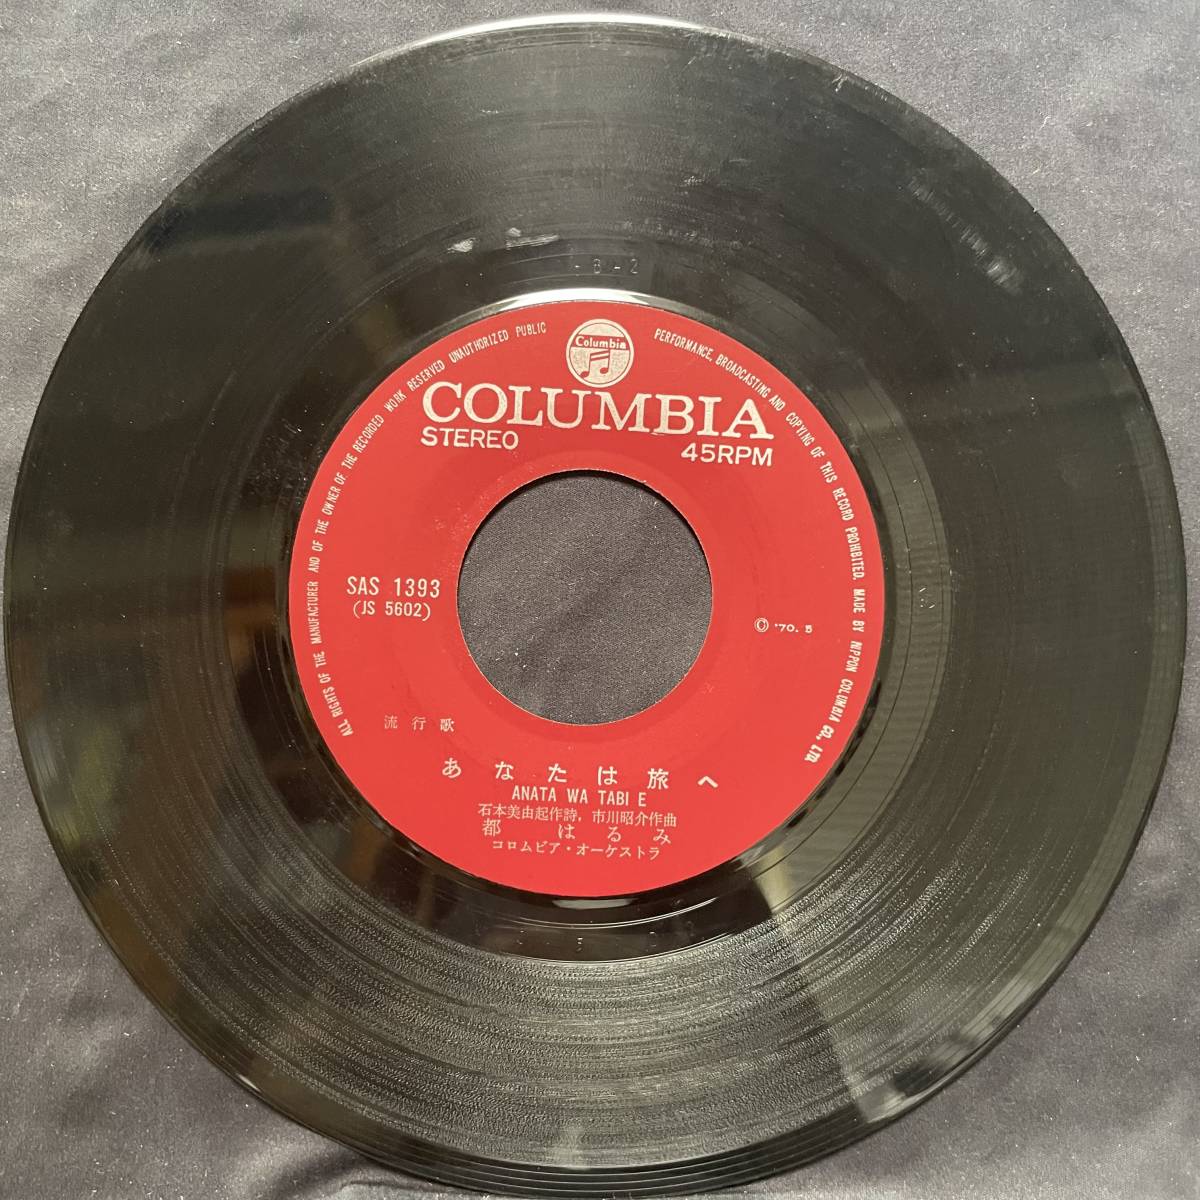 - B - 2
ALL RIGHTS OF THE MANUFACTURER AND OF THE OWNER OF THE RECORDED WORK RESERVED UNAUTHORIZED PUBLIC
PERFORMANCE, BROADCASTING AND COPYING OF THIS RECORD PROHIBITED. MADE BY NIPPON COLUMBIA CO., LTD.
Columbia
COLUMBIA
STEREO
45RPM
SAS 1393
(JS 5602)
© '70. 5
流行歌
あなたは旅へ
ANATA WA TABI E
石本美由起作詩, 市川昭介作曲
都 はるみ
コロムビア・オーケストラ